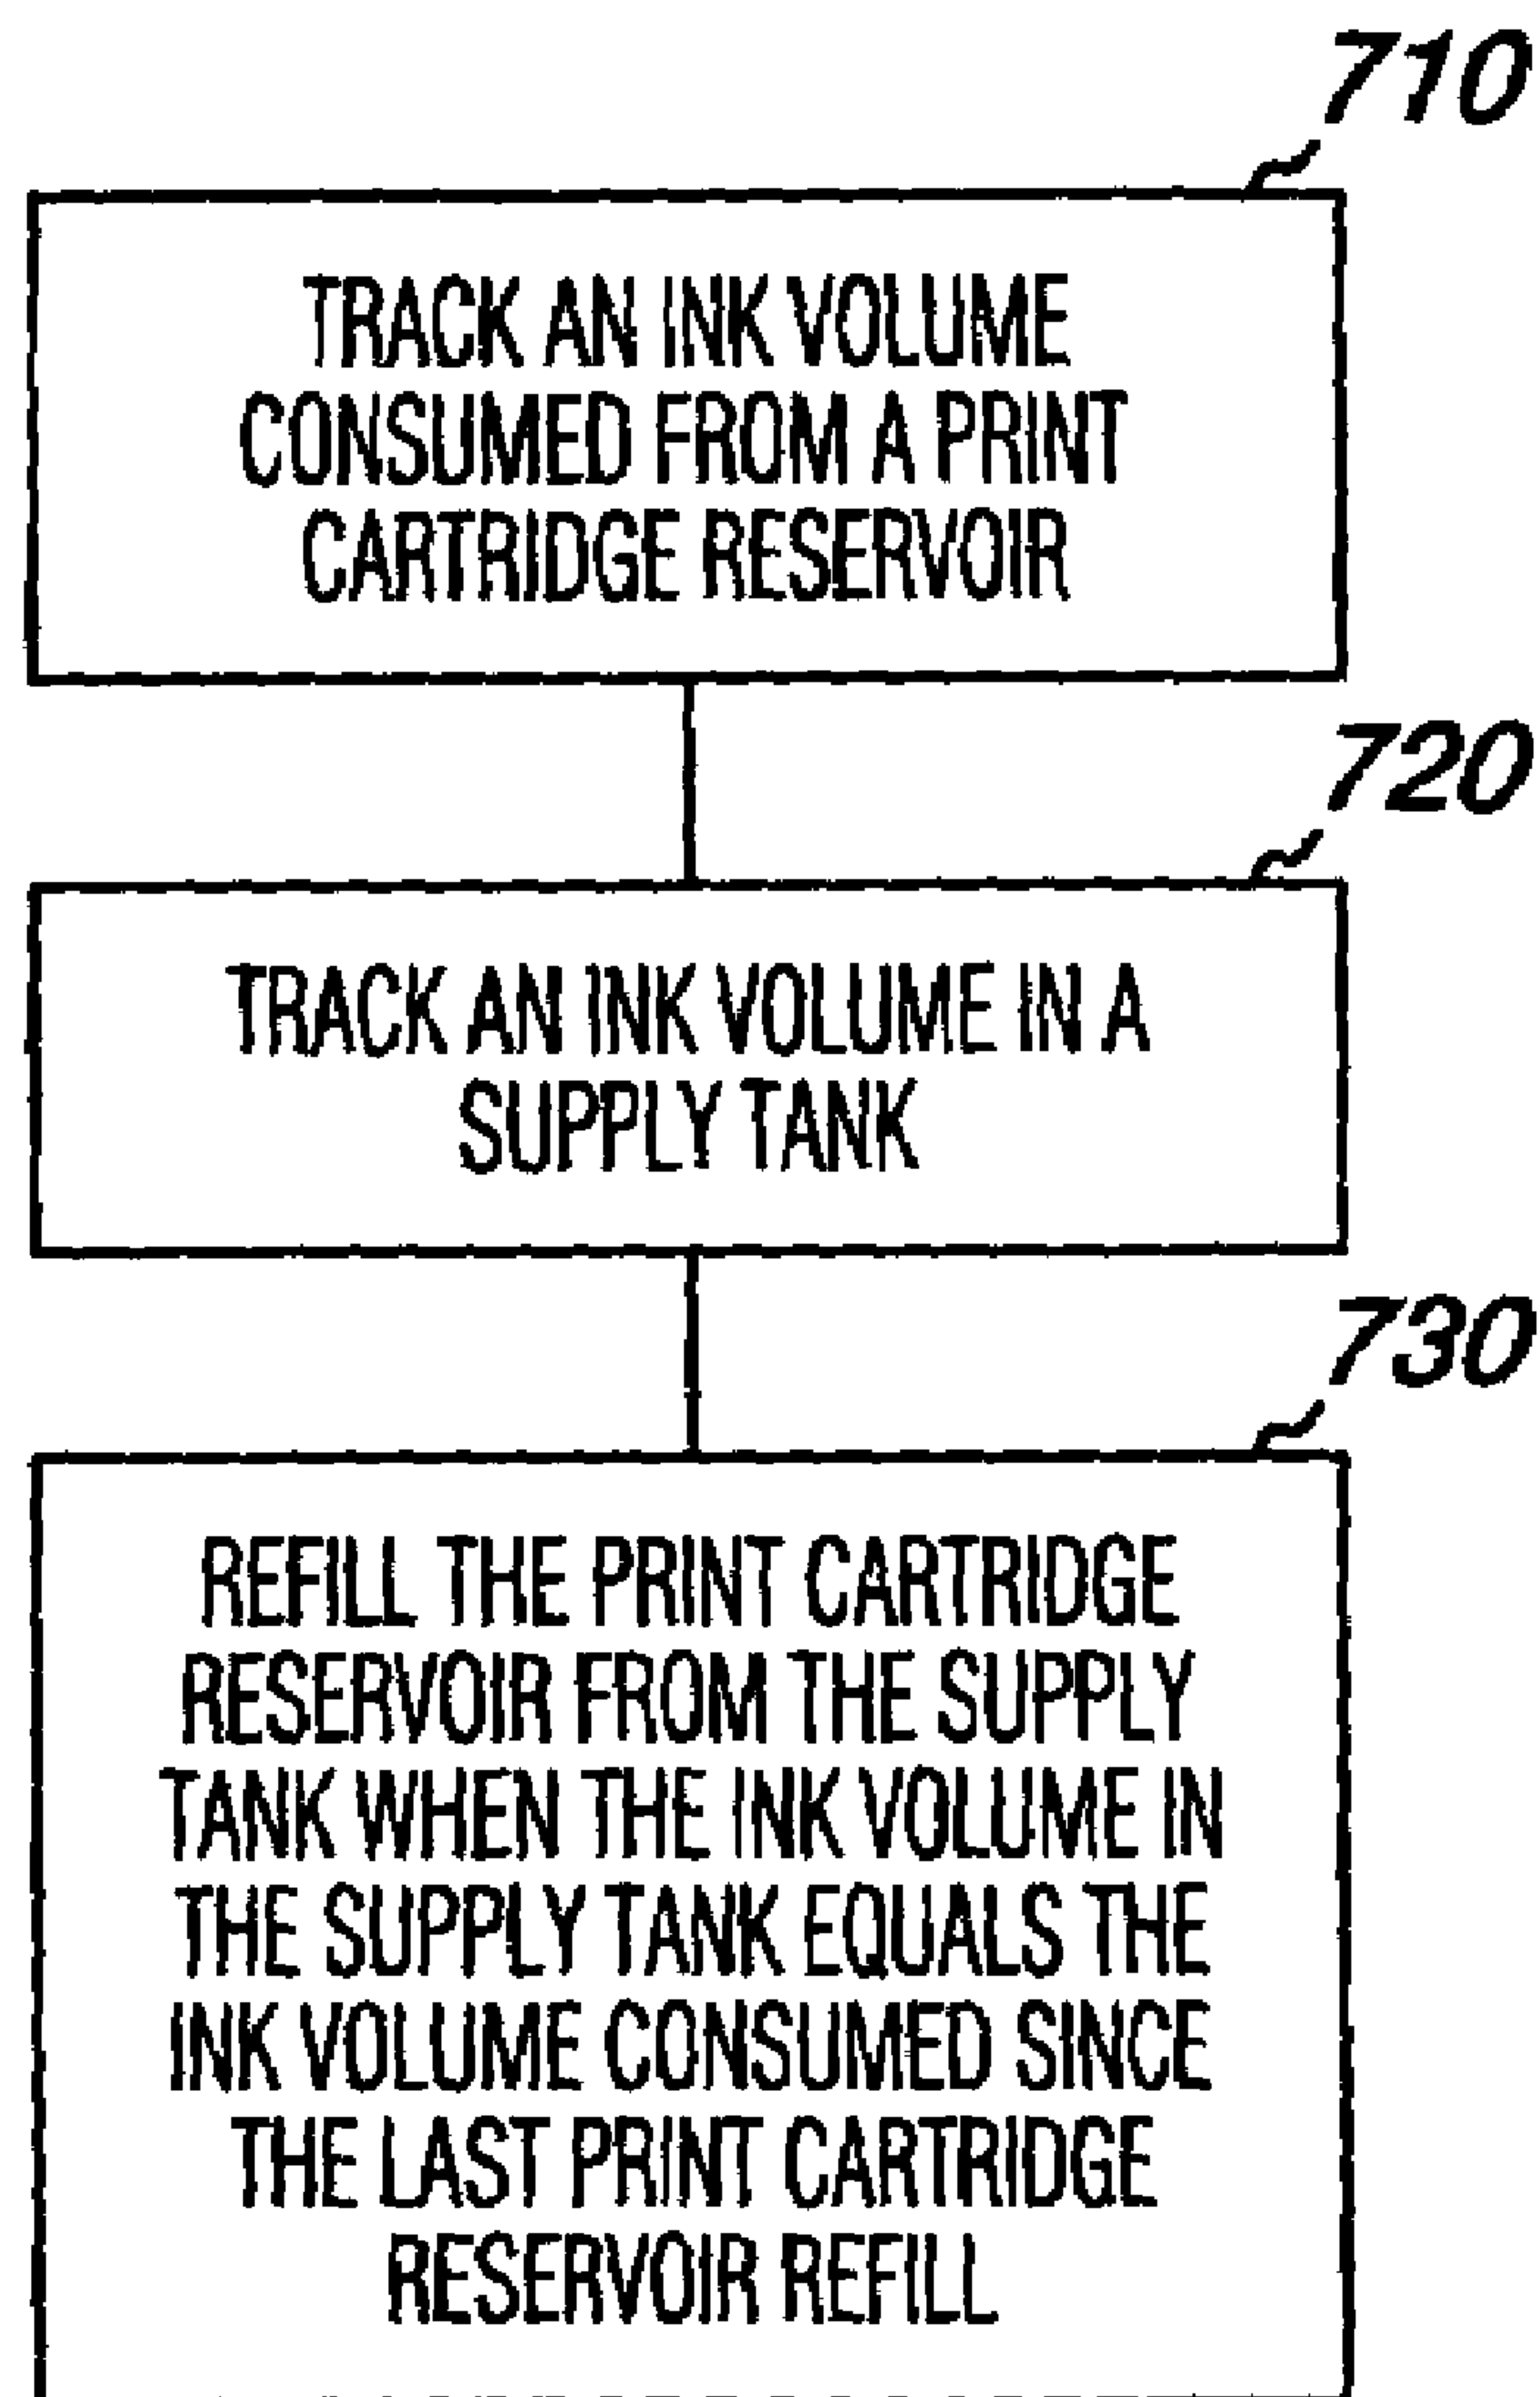 710
TRACK AN INK VOLUME
CONSUMED FROM A PRINT
CARTRIDGE RESERVOIR
720
TRACK AN INK VOLUME IN A
SUPPLY TANK
730
REFILL THE PRINT CARTRIDGE
RESERVOIR FROM THE SUPPLY
TANK WHEN THE INK VOLUME IN
THE SUPPLY TANK EQUALS THE
INK VOLUME CONSUMED SINCE
THE LAST PRINT CARTRIDGE
RESERVOIR REFILL